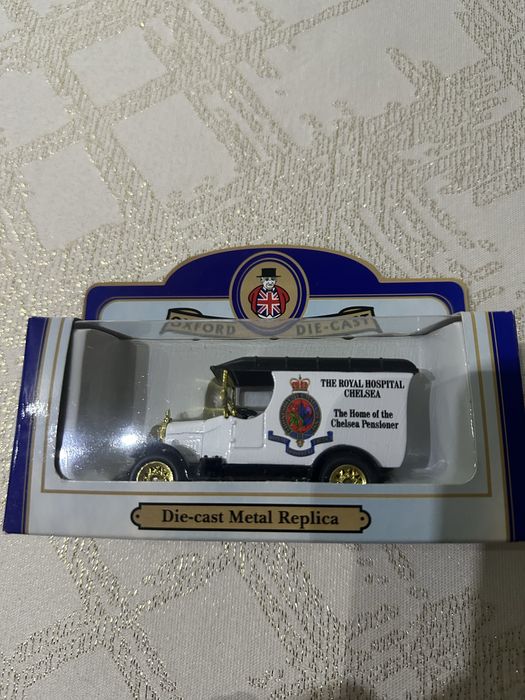 OXFORD DIE-CAST
THE ROYAL HOSPITAL
CHELSEA
The Home of the
Chelsea Pensioner
Die-cast Metal Replica